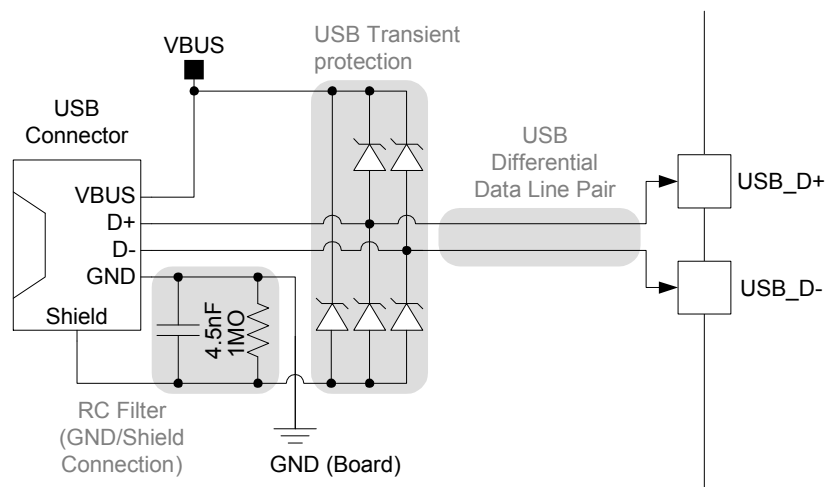 VBUS
USB Transient
protection
USB
Connector
VBUS
D+
D-
GND
Shield
USB
Differential
Data Line Pair
USB_D+
USB_D-
4.5nF
1MO
RC Filter
(GND/Shield
Connection)
GND (Board)